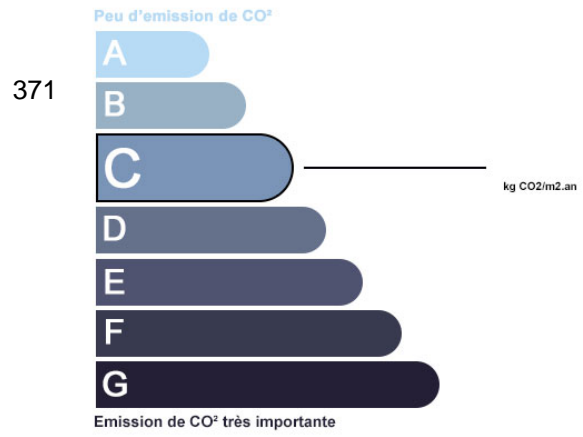 Peu d'emission de CO²
A
371
B
C
kg CO2/m2.an
D
E
F
G
Emission de CO² très importante